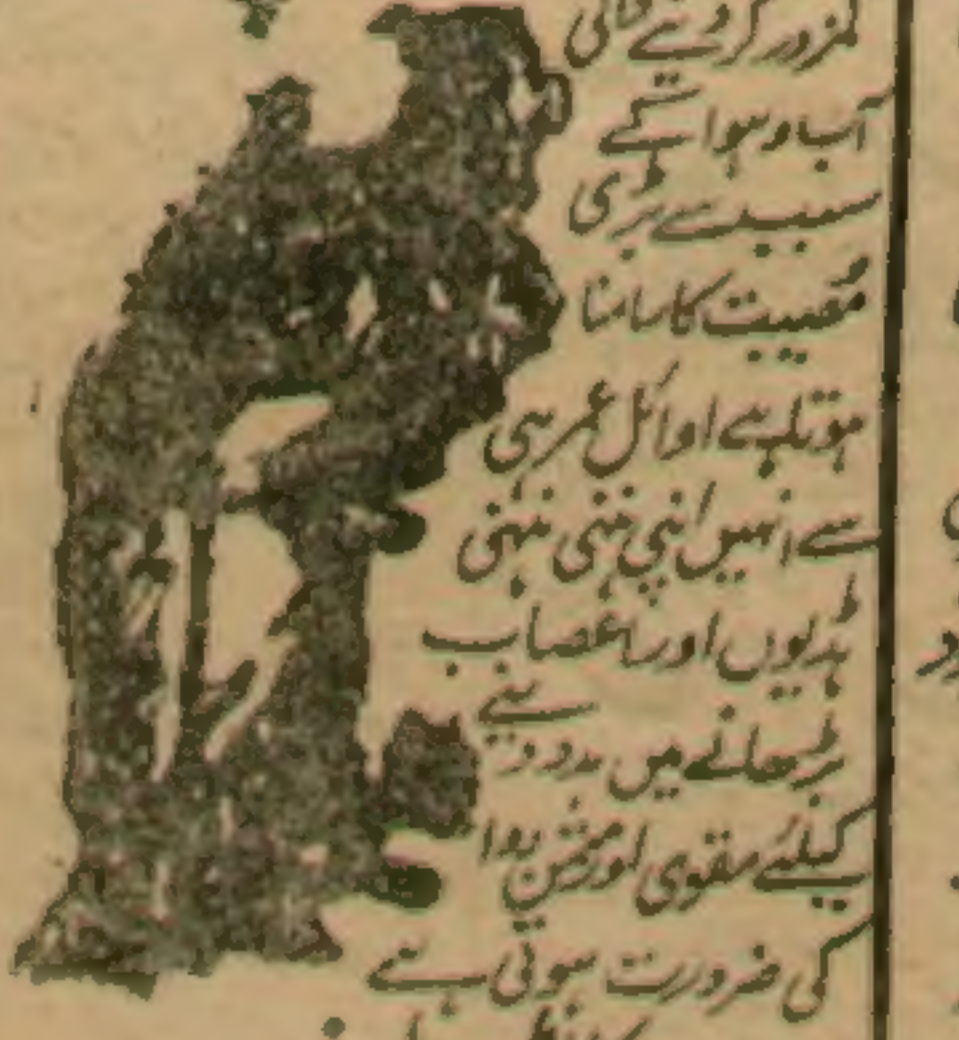 کمزور کر دینے والی
آب و ہوا کے
سبب سے بڑی
مصیبت کا سامنا
ہوتا ہے اوائل عمر ہی
سے انہیں اپنی ننھی ننھی
ہڈیوں اور اعصاب
بڑھانے میں مدد دینے
کیلئے مقوی اور دوا
کی ضرورت ہوتی ہے